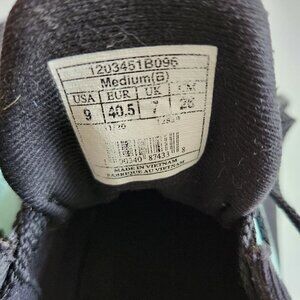 1203451B096
Medium(B)
USA EUR UK CM
9 40.5 7 26
MADE IN VIETNAM
FABRIQUE AU VIETNAM